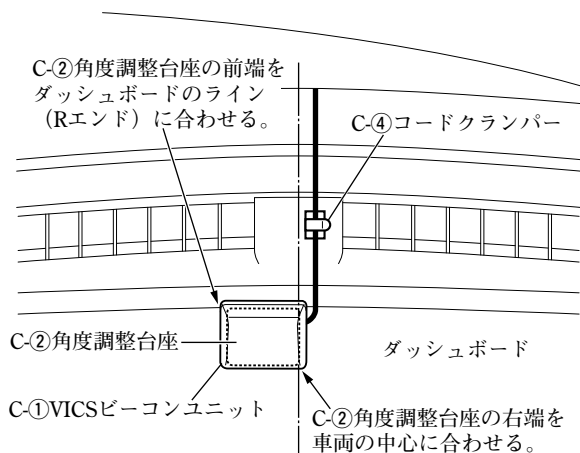 C-②角度調整台座の前端を
ダッシュボードのライン
（Rエンド）に合わせる。
C-④コードクランパー
C-②角度調整台座
ダッシュボード
C-①VICSビーコンユニット
C-②角度調整台座の右端を
車両の中心に合わせる。